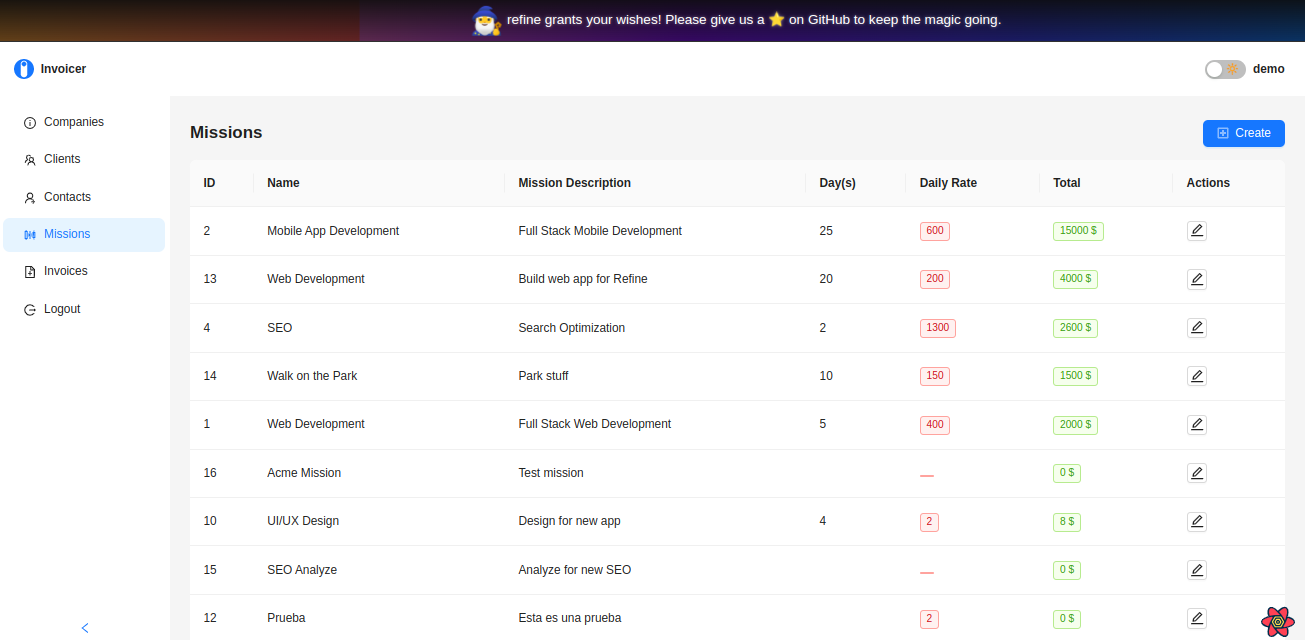 refine grants your wishes! Please give us a ⭐ on GitHub to keep the magic going.
Invoicer
demo
Companies
Clients
Contacts
Missions
Invoices
Logout
Missions
Create
ID Name Mission Description Day(s) Daily Rate Total Actions
2 Mobile App Development Full Stack Mobile Development 25 600 15000 $
13 Web Development Build web app for Refine 20 200 4000 $
4 SEO Search Optimization 2 1300 2600 $
14 Walk on the Park Park stuff 10 150 1500 $
1 Web Development Full Stack Web Development 5 400 2000 $
16 Acme Mission Test mission 0 $
10 UI/UX Design Design for new app 4 2 8 $
15 SEO Analyze Analyze for new SEO 0 $
12 Prueba Esta es una prueba 2 0 $